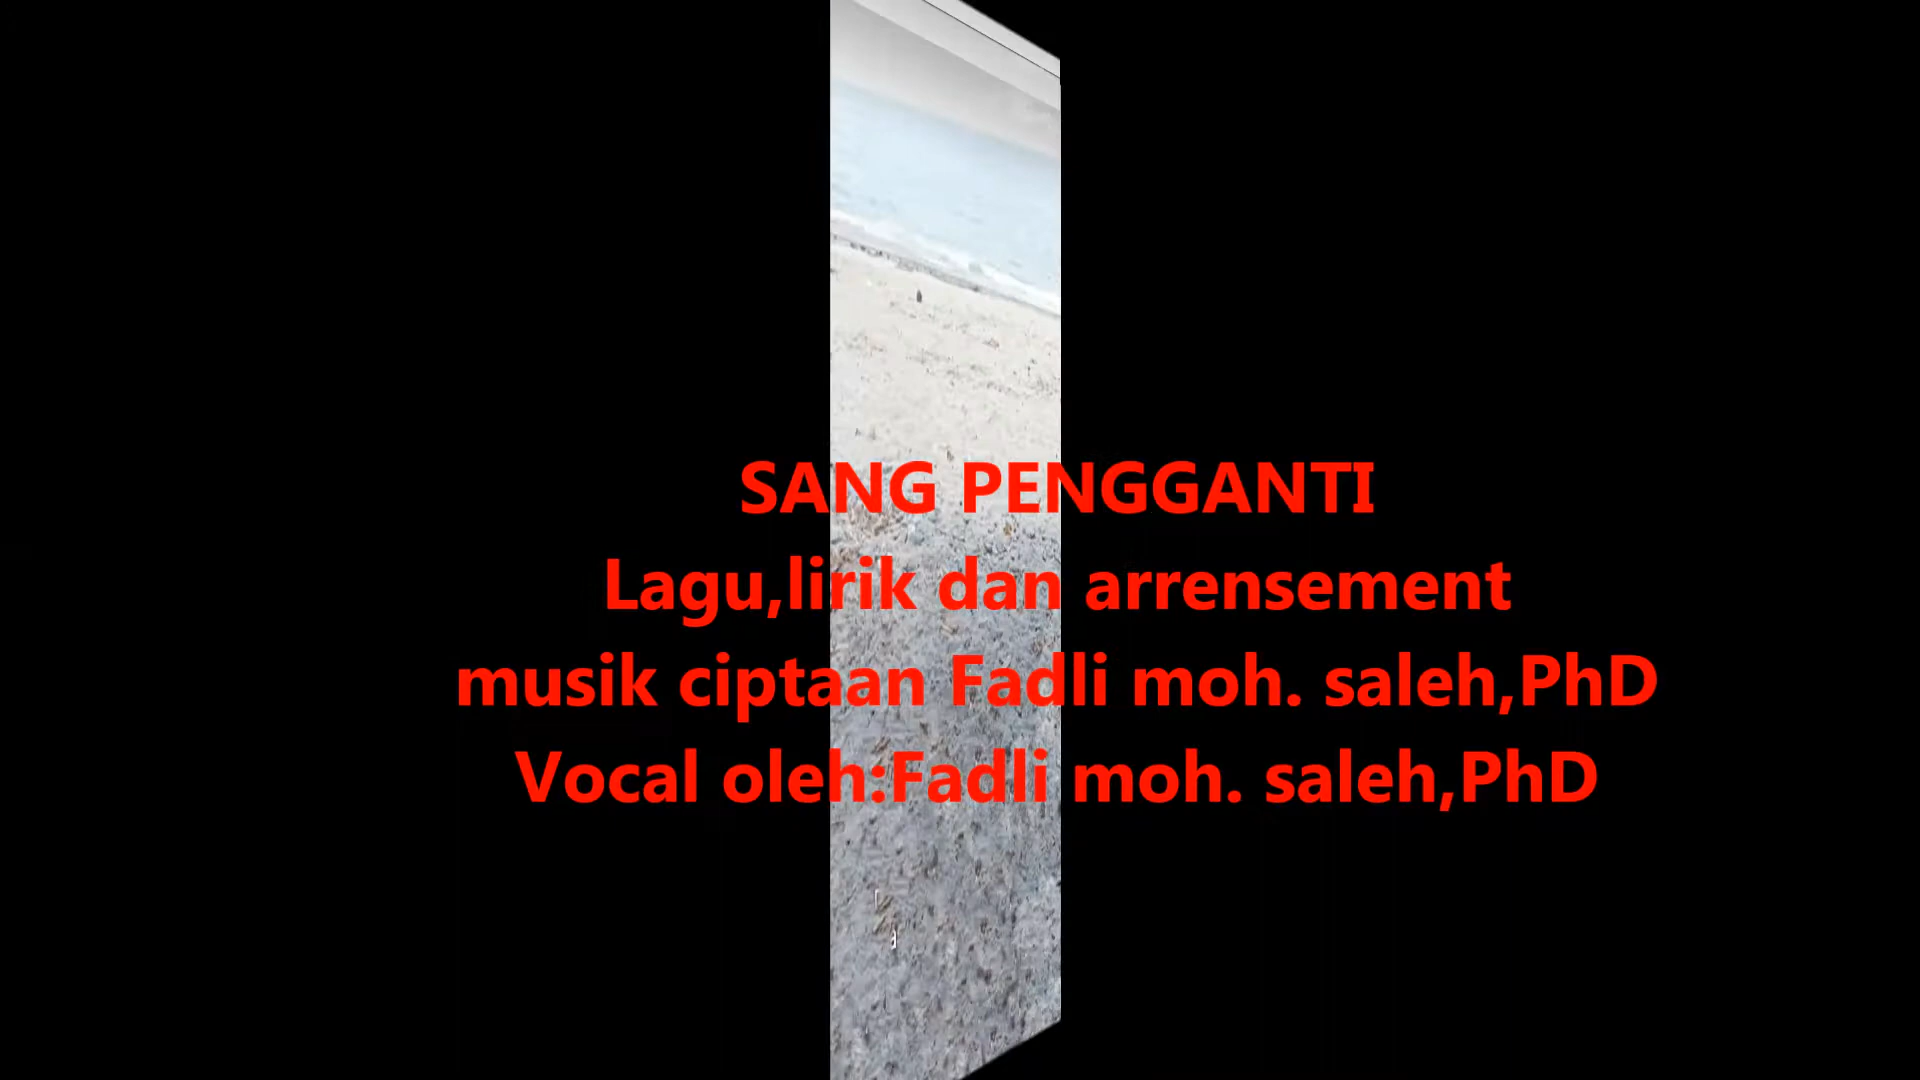 SANG PENGGANTI
Lagu,lirik dan arrensement
musik ciptaan Fadli moh. saleh,PhD
Vocal oleh:Fadli moh. saleh,PhD